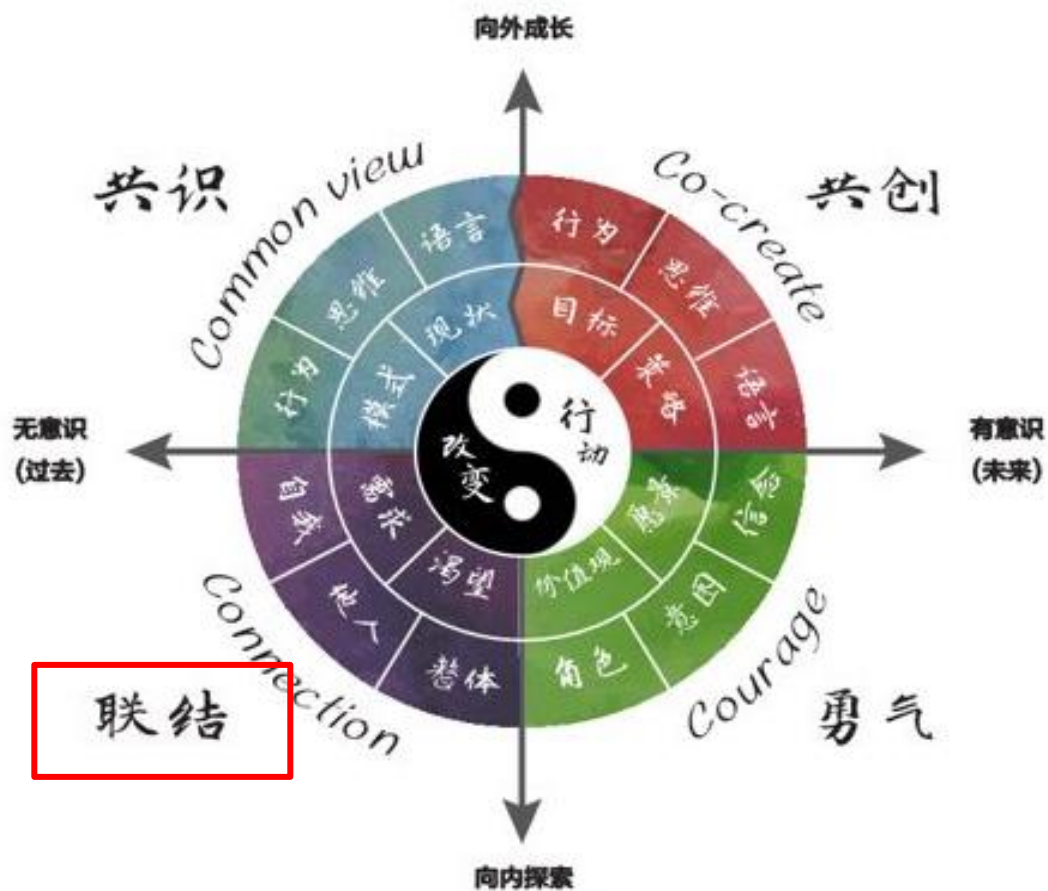 向外成长
共识
Common view
Co-create
共创
语言
行为
思维
思维
现状
目标
行为
模式
策略
语言
无意识
(过去)
改变
行动
有意识
(未来)
自我
需求
愿景
信念
渴望
价值观
他人
意图
整体
角色
Connection
Courage
联结
勇气
向内探索